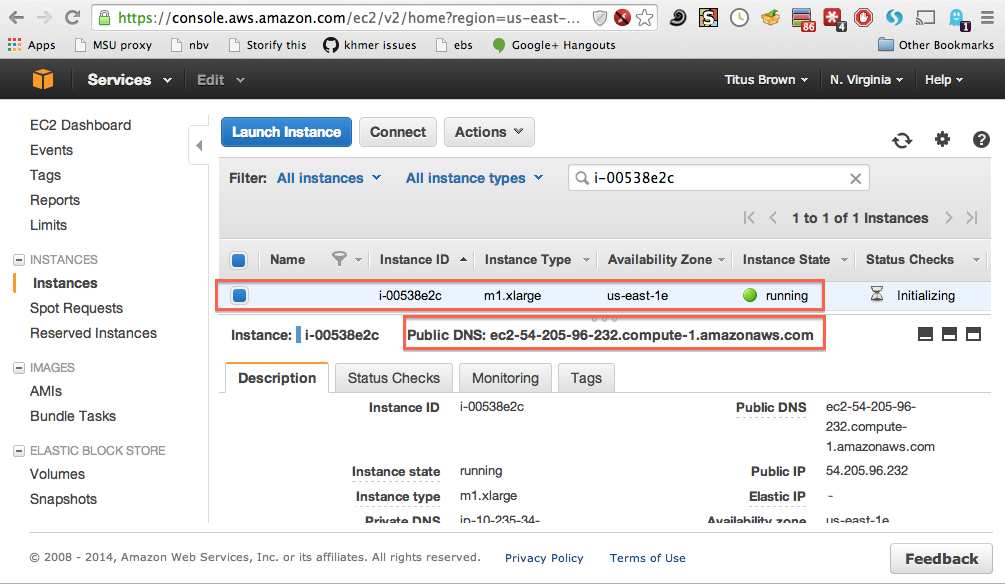 https://console.aws.amazon.com/ec2/v2/home?region=us-east-...
86 4 1
Apps MSU proxy nbv Storify this khmer issues ebs Google+ Hangouts Other Bookmarks
Services Edit Titus Brown N. Virginia Help
EC2 Dashboard
Events
Tags
Reports
Limits
INSTANCES
Instances
Spot Requests
Reserved Instances
IMAGES
AMIs
Bundle Tasks
ELASTIC BLOCK STORE
Volumes
Snapshots
Launch Instance Connect Actions
Filter: All instances All instance types i-00538e2c
1 to 1 of 1 Instances
Name Instance ID Instance Type Availability Zone Instance State Status Checks
i-00538e2c m1.xlarge us-east-1e running Initializing
Instance: i-00538e2c Public DNS: ec2-54-205-96-232.compute-1.amazonaws.com
Description Status Checks Monitoring Tags
Instance ID i-00538e2c Public DNS ec2-54-205-96-
232.compute-
1.amazonaws.com
Instance state running Public IP 54.205.96.232
Instance type m1.xlarge Elastic IP -
Private DNS ip-10-235-34- Availability zone us-east-1e
© 2008 - 2014, Amazon Web Services, Inc. or its affiliates. All rights reserved. Privacy Policy Terms of Use Feedback